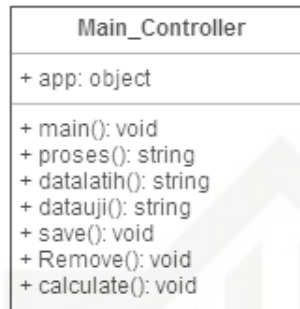 Main_Controller
+ app: object
+ main(): void
+ proses(): string
+ datalatih(): string
+ datauji(): string
+ save(): void
+ Remove(): void
+ calculate(): void